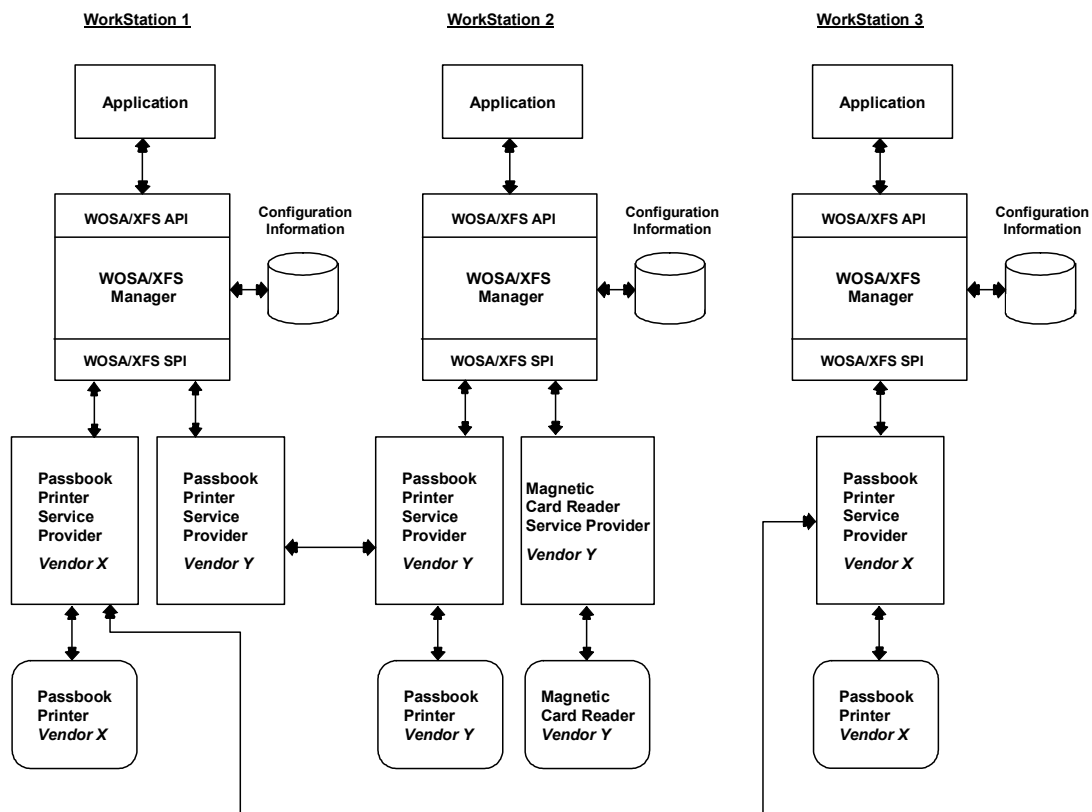 WorkStation 1
WorkStation 2
WorkStation 3
Application
Application
Application
WOSA/XFS API
Configuration
Information
WOSA/XFS API
Configuration
Information
WOSA/XFS API
Configuration
Information
WOSA/XFS
Manager
WOSA/XFS
Manager
WOSA/XFS
Manager
WOSA/XFS SPI
WOSA/XFS SPI
WOSA/XFS SPI
Passbook
Printer
Service
Provider
Vendor X
Passbook
Printer
Service
Provider
Vendor Y
Passbook
Printer
Service
Provider
Vendor Y
Magnetic
Card Reader
Service Provider
Vendor Y
Passbook
Printer
Service
Provider
Vendor X
Passbook
Printer
Vendor X
Passbook
Printer
Vendor Y
Magnetic
Card Reader
Vendor Y
Passbook
Printer
Vendor X